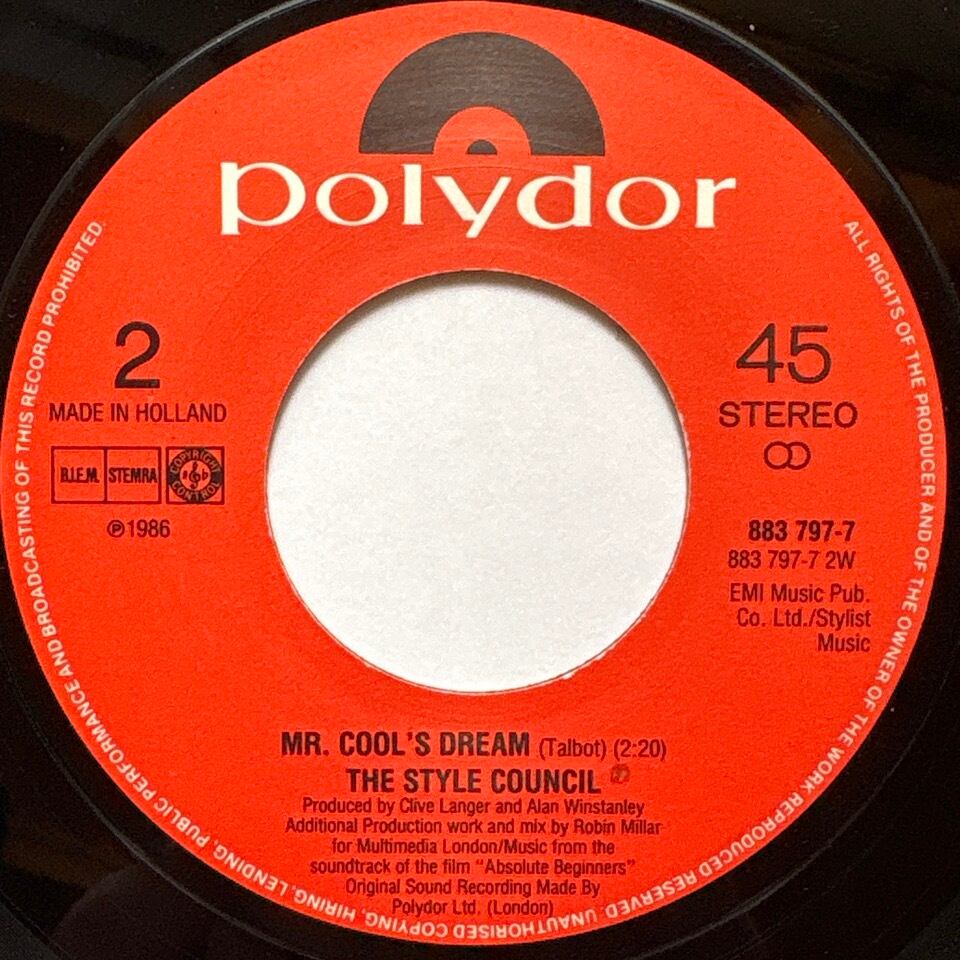 polydor
2
MADE IN HOLLAND
B.I.E.M. STEMRA COPYRIGHT CONTROL
℗1986
45
STEREO
883 797-7
883 797-7 2W
EMI Music Pub.
Co. Ltd./Stylist
Music
MR. COOL'S DREAM (Talbot) (2:20)
THE STYLE COUNCIL
Produced by Clive Langer and Alan Winstanley
Additional Production work and mix by Robin Millar
for Multimedia London/Music from the
soundtrack of the film "Absolute Beginners"
Original Sound Recording Made By
Polydor Ltd. (London)
ALL RIGHTS OF THE PRODUCER AND OF THE OWNER OF THE WORK REPRODUCED RESERVED. UNAUTHORISED COPYING, HIRING, LENDING, PUBLIC PERFORMANCE AND BROADCASTING OF THIS RECORD PROHIBITED.